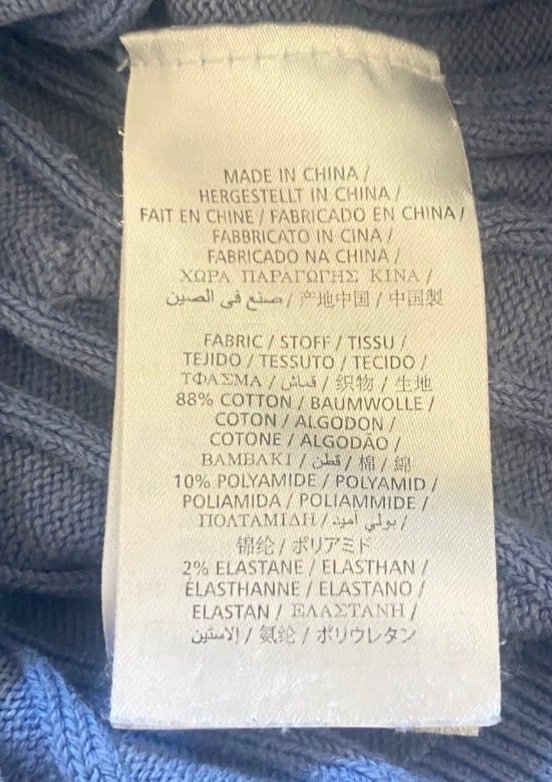 MADE IN CHINA /
HERGESTELLT IN CHINA /
FAIT EN CHINE / FABRICADO EN CHINA /
FABBRICATO IN CINA /
FABRICADO NA CHINA /
ΧΩΡΑ ΠΑΡΑΓΩΓΗΣ ΚΙΝΑ /
صنع في الصين / 产地中国 / 中国製
FABRIC / STOFF / TISSU /
TEJIDO / TESSUTO / TECIDO /
ΤΦΑΣΜΑ / قماش / 织物 / 生地
88% COTTON / BAUMWOLLE /
COTON / ALGODON /
COTONE / ALGODÃO /
ΒΑΜΒΑΚΙ / قطن / 棉 / 綿
10% POLYAMIDE / POLYAMID /
POLIAMIDA / POLIAMMIDE /
ΠΟΛΤΑΜΙΔΗ / بولي أميد /
锦纶 / ポリアミド
2% ELASTANE / ELASTHAN /
ÉLASTHANNE / ELASTANO /
ELASTAN / ΕΛΑΣΤΑΝΗ /
الاستين / 氨纶 / ポリウレタン